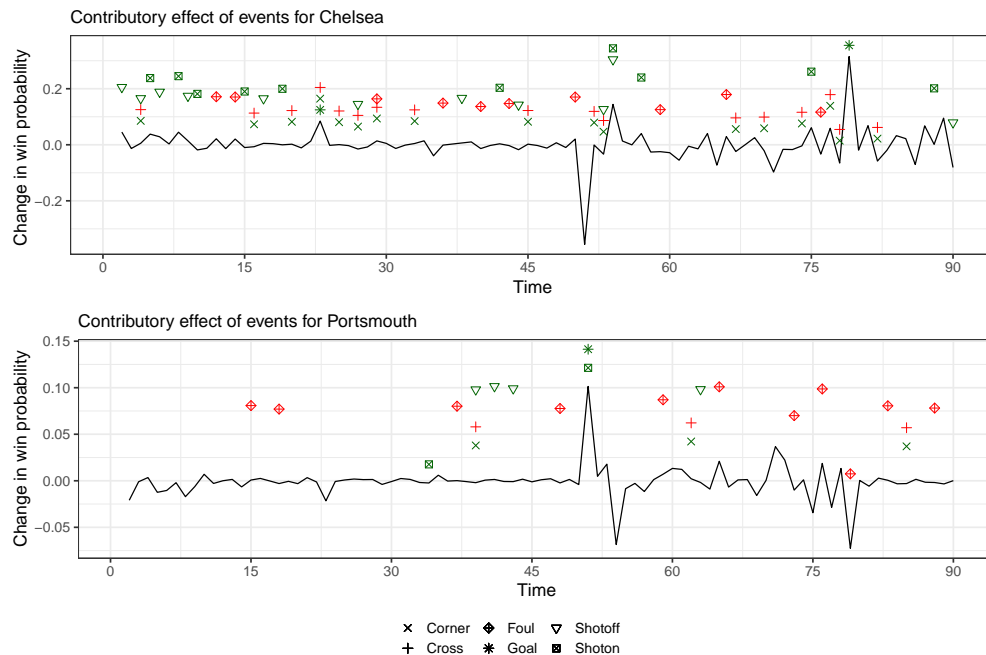 Contributory effect of events for Chelsea
Change in win probability
0.2
0.0
−0.2
0 15 30 45 60 75 90
Time
Contributory effect of events for Portsmouth
Change in win probability
0.15
0.10
0.05
0.00
−0.05
0 15 30 45 60 75 90
Time
Corner Foul Shotoff
Cross Goal Shoton